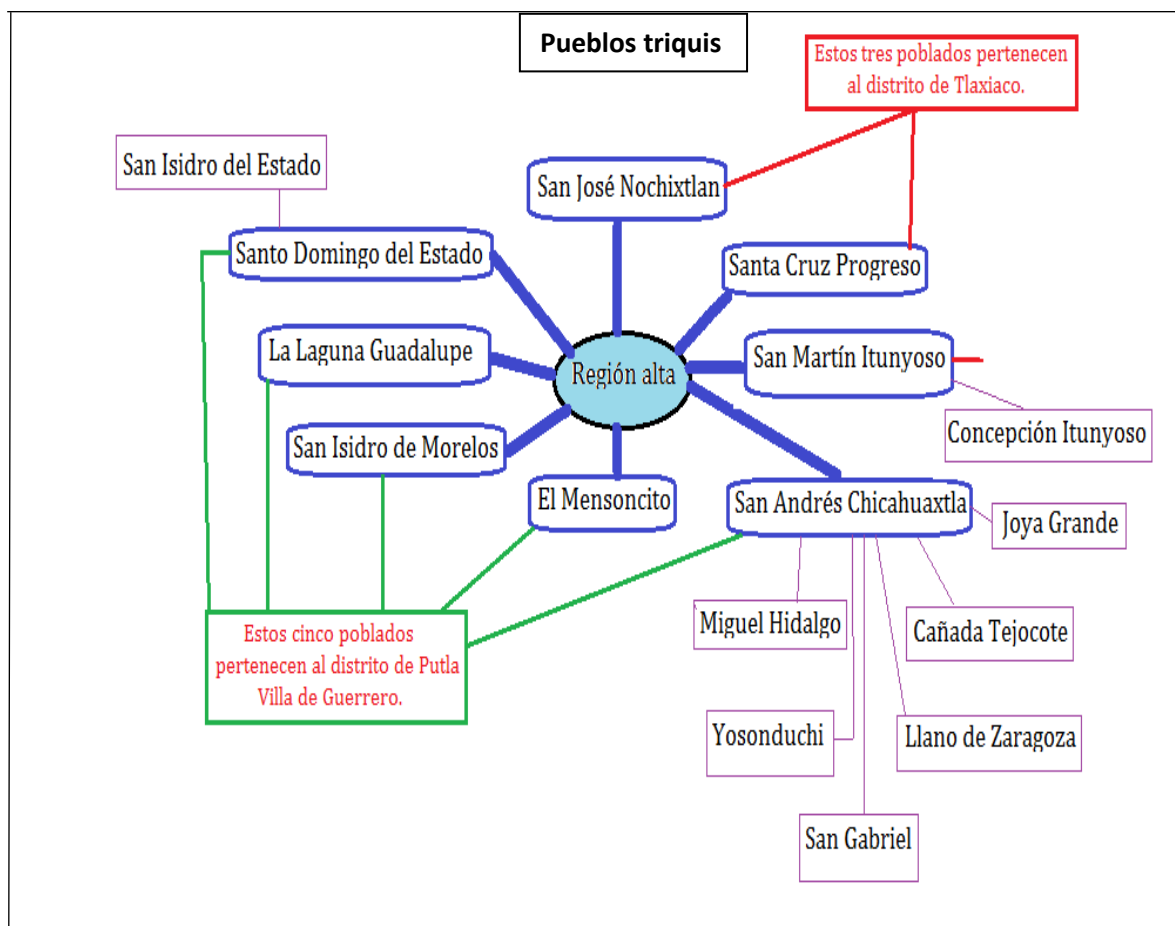 Pueblos triquis
Estos tres poblados pertenecen
al distrito de Tlaxiaco.
San Isidro del Estado
San José Nochixtlan
Santo Domingo del Estado
Santa Cruz Progreso
La Laguna Guadalupe
Región alta
San Martín Itunyoso
Concepción Itunyoso
San Isidro de Morelos
El Mensoncito
San Andrés Chicahuaxtla
Joya Grande
Estos cinco poblados
pertenecen al distrito de Putla
Villa de Guerrero.
Miguel Hidalgo
Cañada Tejocote
Yosonduchi
Llano de Zaragoza
San Gabriel